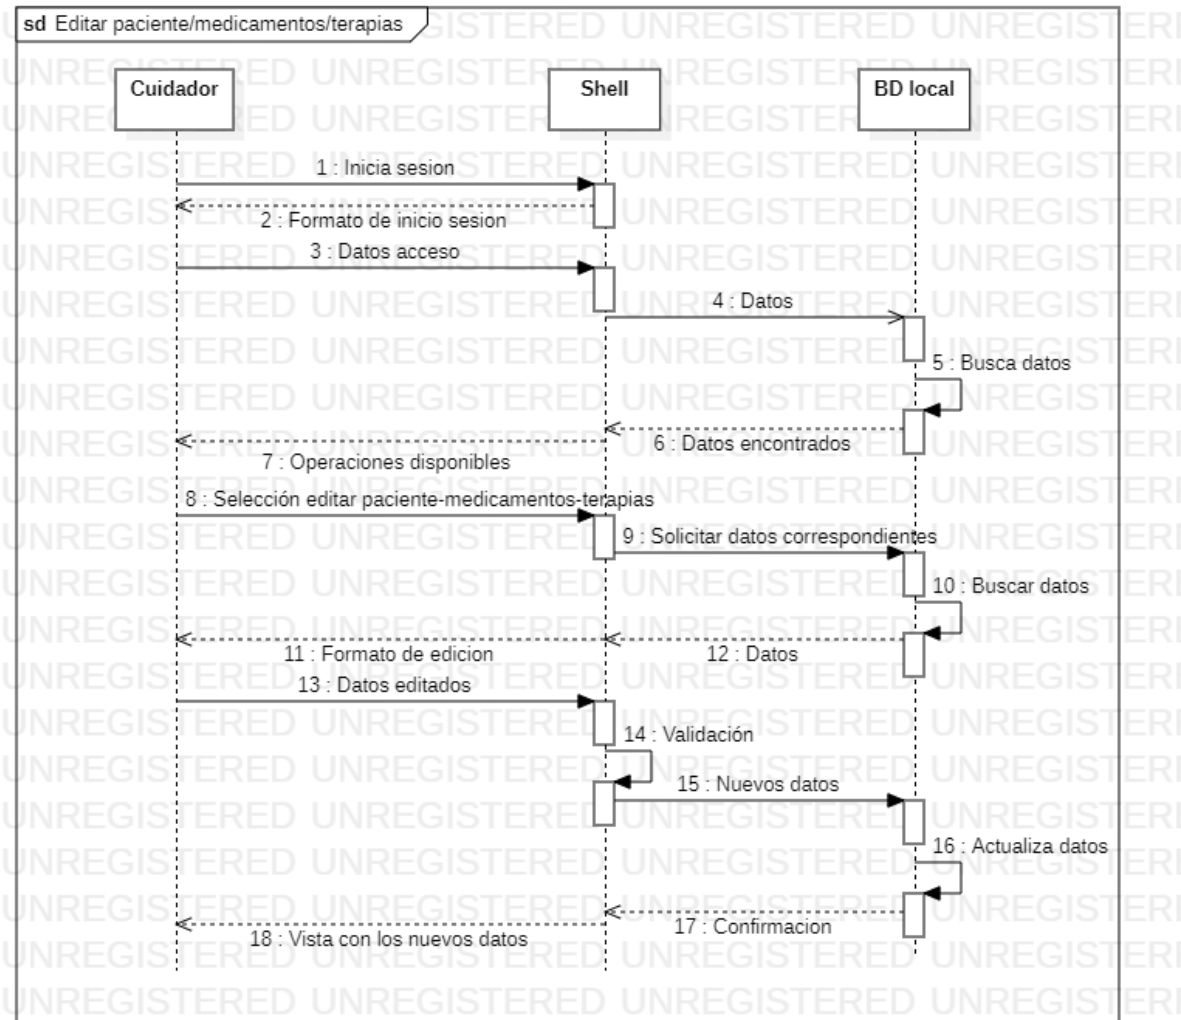 sd Editar paciente/medicamentos/terapias
Cuidador
Shell
BD local
1 : Inicia sesion
2 : Formato de inicio sesion
3 : Datos acceso
4 : Datos
5 : Busca datos
6 : Datos encontrados
7 : Operaciones disponibles
8 : Selección editar paciente-medicamentos-terapias
9 : Solicitar datos correspondientes
10 : Buscar datos
11 : Formato de edicion
12 : Datos
13 : Datos editados
14 : Validación
15 : Nuevos datos
16 : Actualiza datos
17 : Confirmacion
18 : Vista con los nuevos datos
UNREGISTERED